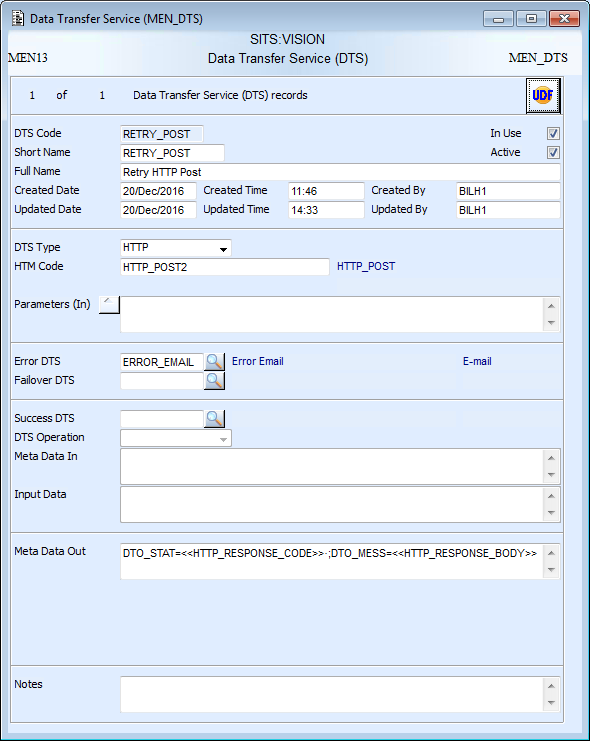 Data Transfer Service (MEN_DTS)
SITS:VISION
MEN13 Data Transfer Service (DTS) MEN_DTS
1 of 1 Data Transfer Service (DTS) records UDF
DTS Code RETRY_POST In Use
Short Name RETRY_POST Active
Full Name Retry HTTP Post
Created Date 20/Dec/2016 Created Time 11:46 Created By BILH1
Updated Date 20/Dec/2016 Updated Time 14:33 Updated By BILH1
DTS Type HTTP
HTM Code HTTP_POST2 HTTP_POST
Parameters (In)
Error DTS ERROR_EMAIL Error Email E-mail
Failover DTS
Success DTS
DTS Operation
Meta Data In
Input Data
Meta Data Out DTO_STAT=<<HTTP_RESPONSE_CODE>>·;DTO_MESS=<<HTTP_RESPONSE_BODY>>
Notes